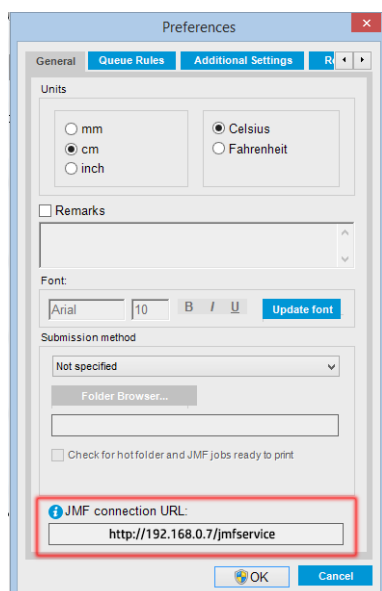 Preferences
General Queue Rules Additional Settings
Units
mm
cm
inch
Celsius
Fahrenheit
Remarks
Font:
Arial 10 B I U Update font
Submission method
Not specified
Folder Browser...
Check for hotfolder and JMF jobs ready to print
JMF connection URL:
http://192.168.0.7/jmfservice
OK Cancel